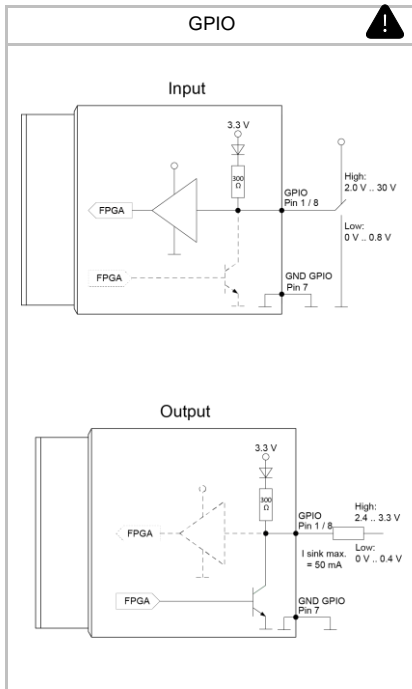 GPIO
!
Input
3.3 V
300
Ω
GPIO
Pin 1 / 8
High:
2.0 V .. 30 V
FPGA
Low:
0 V .. 0.8 V
FPGA
GND GPIO
Pin 7
Output
3.3 V
300
Ω
GPIO
Pin 1 / 8
High:
2.4 .. 3.3 V
FPGA
I sink max.
= 50 mA
Low:
0 V .. 0.4 V
FPGA
GND GPIO
Pin 7